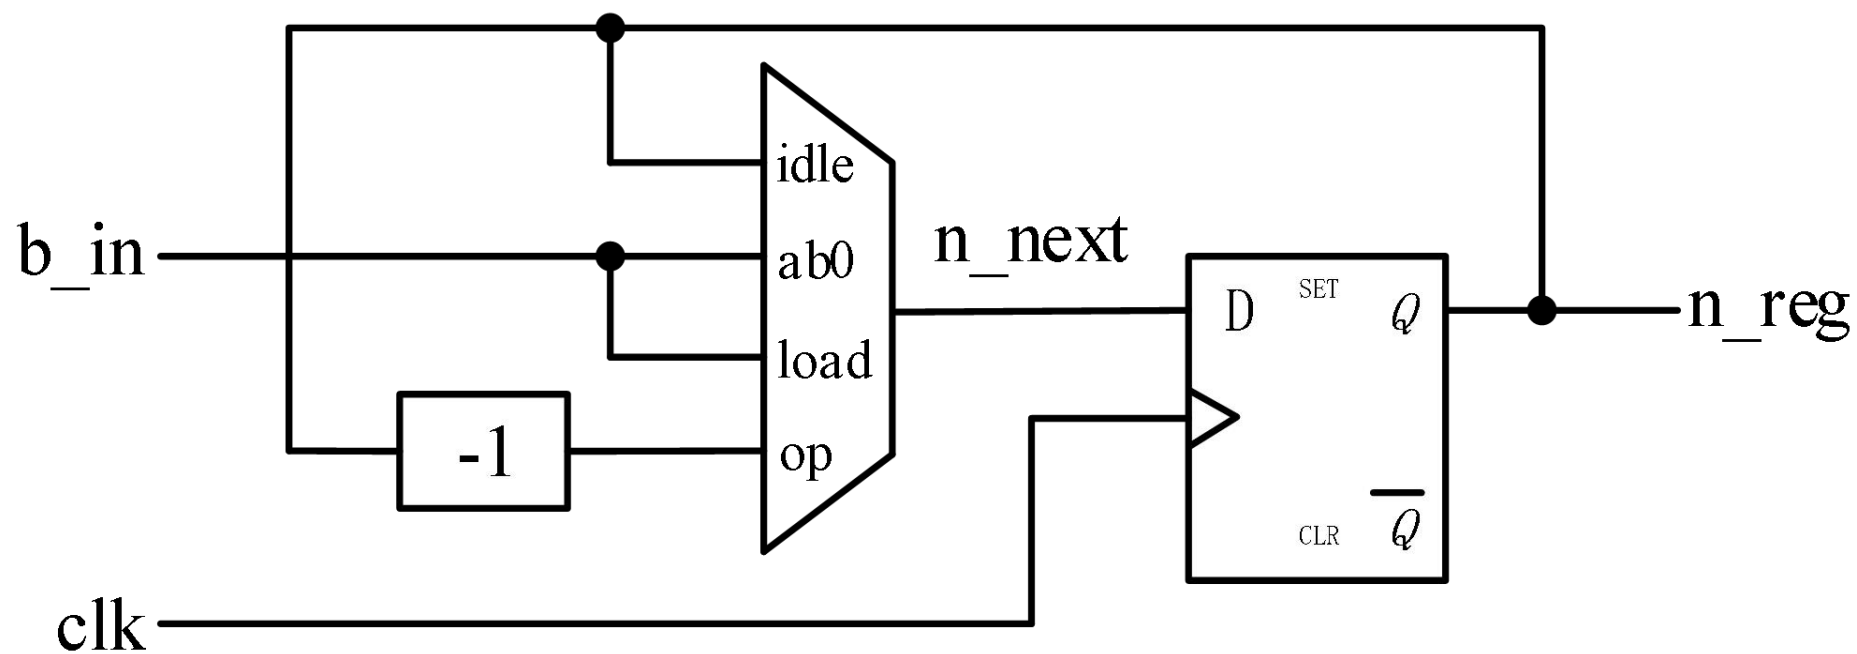 idle
b_in
ab0
n_next
load
-1
op
D
SET
Q
n_reg
CLR
Q
clk